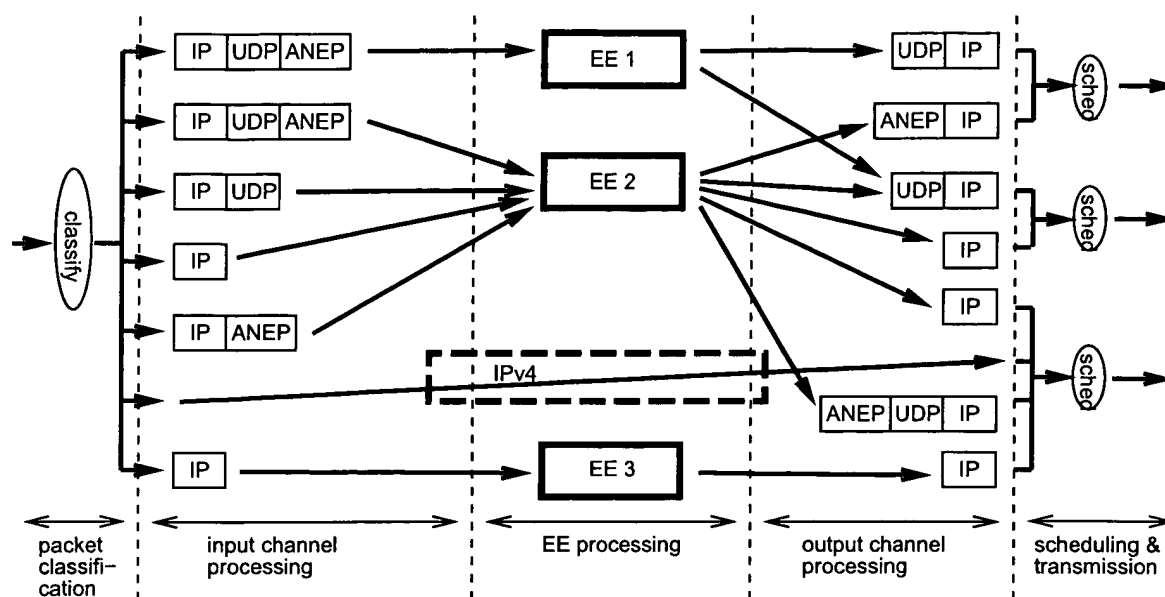 IP UDP ANEP
EE 1
UDP IP
sched
IP UDP ANEP
ANEP IP
classify
IP UDP
EE 2
UDP IP
sched
IP
IP
IP ANEP
IP
IPv4
sched
ANEP UDP IP
IP
EE 3
IP
packet
classifi–
cation
input channel
processing
EE processing
output channel
processing
scheduling &
transmission